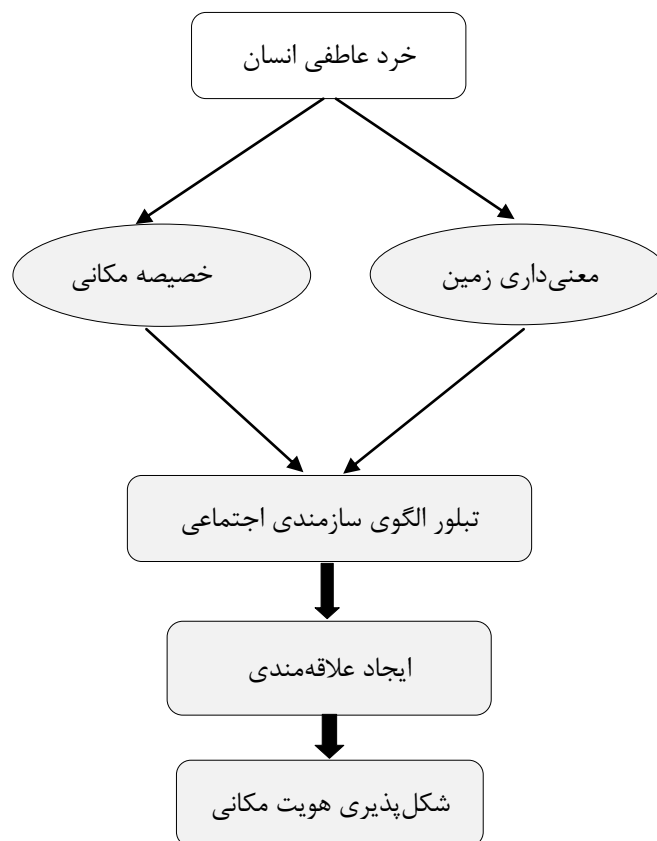 خرد عاطفی انسان
معنی‌داری زمین
خصیصه مکانی
تبلور الگوی سازمندی اجتماعی
ایجاد علاقه‌مندی
شکل‌پذیری هویت مکانی